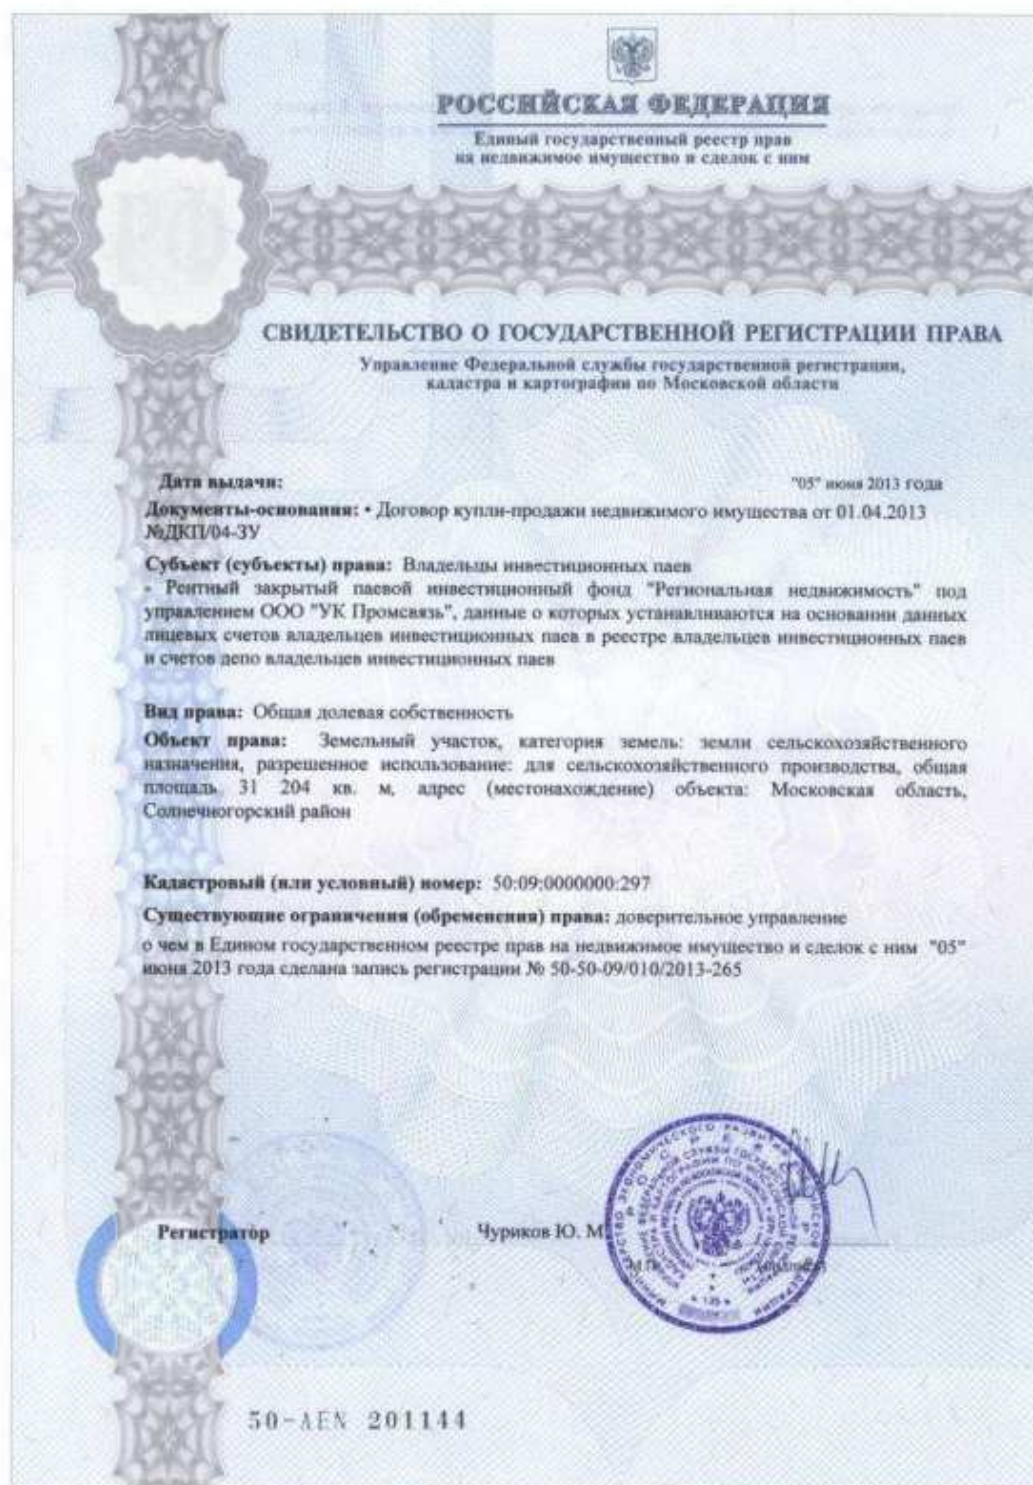 РОССИЙСКАЯ ФЕДЕРАЦИЯ
Единый государственный реестр прав
на недвижимое имущество и сделок с ним
СВИДЕТЕЛЬСТВО О ГОСУДАРСТВЕННОЙ РЕГИСТРАЦИИ ПРАВА
Управление Федеральной службы государственной регистрации,
кадастра и картографии по Московской области
Дата выдачи: "05" июня 2013 года
Документы-основания: • Договор купли-продажи недвижимого имущества от 01.04.2013
№ДКП/04-ЗУ
Субъект (субъекты) права: Владельцы инвестиционных паев
- Рентный закрытый паевой инвестиционный фонд "Региональная недвижимость" под
управлением ООО "УК Промсвязь", данные о которых устанавливаются на основании данных
лицевых счетов владельцев инвестиционных паев в реестре владельцев инвестиционных паев
и счетов депо владельцев инвестиционных паев
Вид права: Общая долевая собственность
Объект права: Земельный участок, категория земель: земли сельскохозяйственного
назначения, разрешенное использование: для сельскохозяйственного производства, общая
площадь 31 204 кв. м, адрес (местонахождение) объекта: Московская область,
Солнечногорский район
Кадастровый (или условный) номер: 50:09:0000000:297
Существующие ограничения (обременения) права: доверительное управление
о чем в Едином государственном реестре прав на недвижимое имущество и сделок с ним "05"
июня 2013 года сделана запись регистрации № 50-50-09/010/2013-265
Регистратор Чуриков Ю. М.
50-АЕN 201144